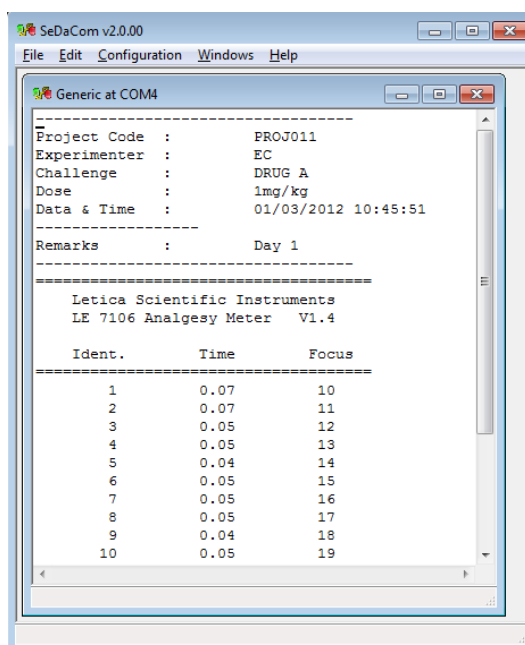 SeDaCom v2.0.00
File Edit Configuration Windows Help
Generic at COM4
-----------------------------------
Project Code : PROJ011
Experimenter : EC
Challenge : DRUG A
Dose : 1mg/kg
Data & Time : 01/03/2012 10:45:51
------------------
Remarks : Day 1
-----------------------------------
=====================================
Letica Scientific Instruments
LE 7106 Analgesy Meter V1.4
Ident. Time Focus
=====================================
1 0.07 10
2 0.07 11
3 0.05 12
4 0.05 13
5 0.04 14
6 0.05 15
7 0.05 16
8 0.05 17
9 0.04 18
10 0.05 19